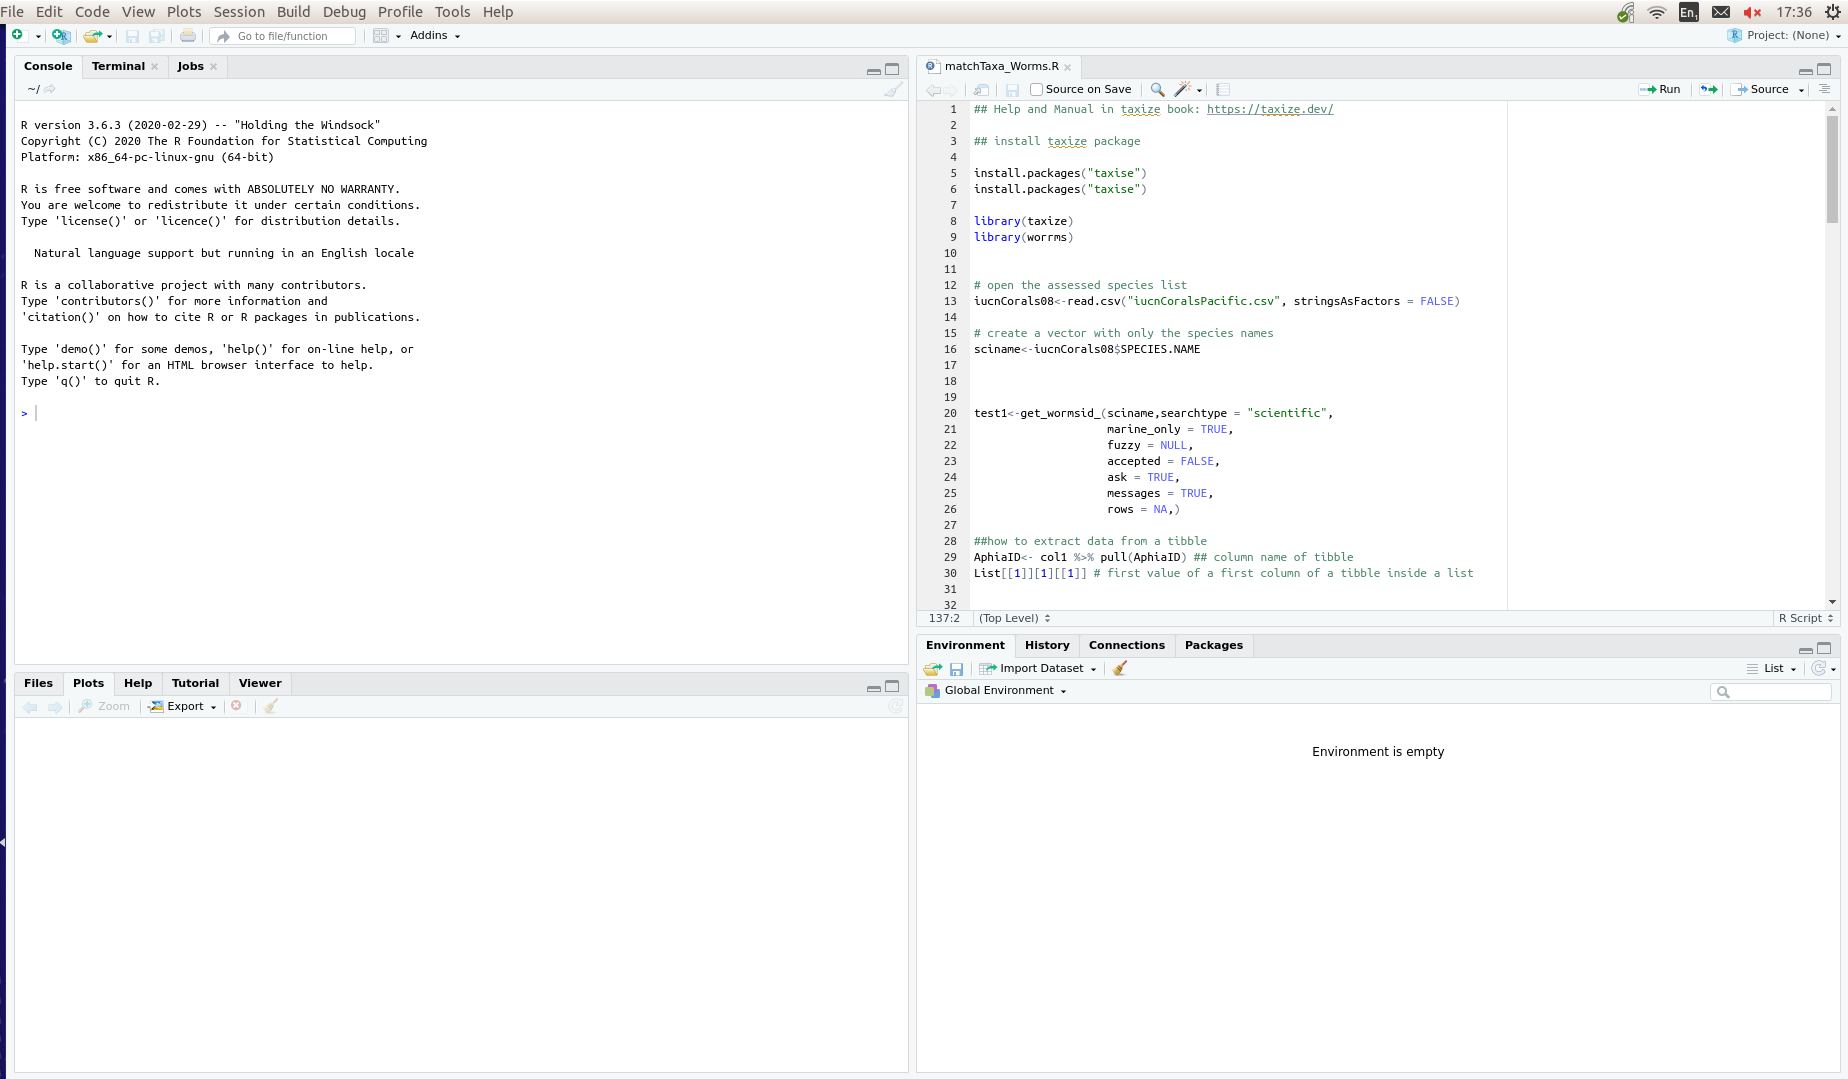 File Edit Code View Plots Session Build Debug Profile Tools Help
En1 17:36
Go to file/function Addins Project: (None)
Console Terminal Jobs
~/
R version 3.6.3 (2020-02-29) -- "Holding the Windsock"
Copyright (C) 2020 The R Foundation for Statistical Computing
Platform: x86_64-pc-linux-gnu (64-bit)
R is free software and comes with ABSOLUTELY NO WARRANTY.
You are welcome to redistribute it under certain conditions.
Type 'license()' or 'licence()' for distribution details.
Natural language support but running in an English locale
R is a collaborative project with many contributors.
Type 'contributors()' for more information and
'citation()' on how to cite R or R packages in publications.
Type 'demo()' for some demos, 'help()' for on-line help, or
'help.start()' for an HTML browser interface to help.
Type 'q()' to quit R.
>
Files Plots Help Tutorial Viewer
Zoom Export
matchTaxa_Worms.R
Source on Save Run Source
1 ## Help and Manual in taxize book: https://taxize.dev/
2
3 ## install taxize package
4
5 install.packages("taxise")
6 install.packages("taxise")
7
8 library(taxize)
9 library(worrms)
10
11
12 # open the assessed species list
13 iucnCorals08<-read.csv("iucnCoralsPacific.csv", stringsAsFactors = FALSE)
14
15 # create a vector with only the species names
16 sciname<-iucnCorals08$SPECIES.NAME
17
18
19
20 test1<-get_wormsid_(sciname,searchtype = "scientific",
21 marine_only = TRUE,
22 fuzzy = NULL,
23 accepted = FALSE,
24 ask = TRUE,
25 messages = TRUE,
26 rows = NA,)
27
28 ##how to extract data from a tibble
29 AphiaID<- col1 %>% pull(AphiaID) ## column name of tibble
30 List[[1]][1][[1]] # first value of a first column of a tibble inside a list
31
32
137:2 (Top Level) R Script
Environment History Connections Packages
Import Dataset List
Global Environment
Environment is empty